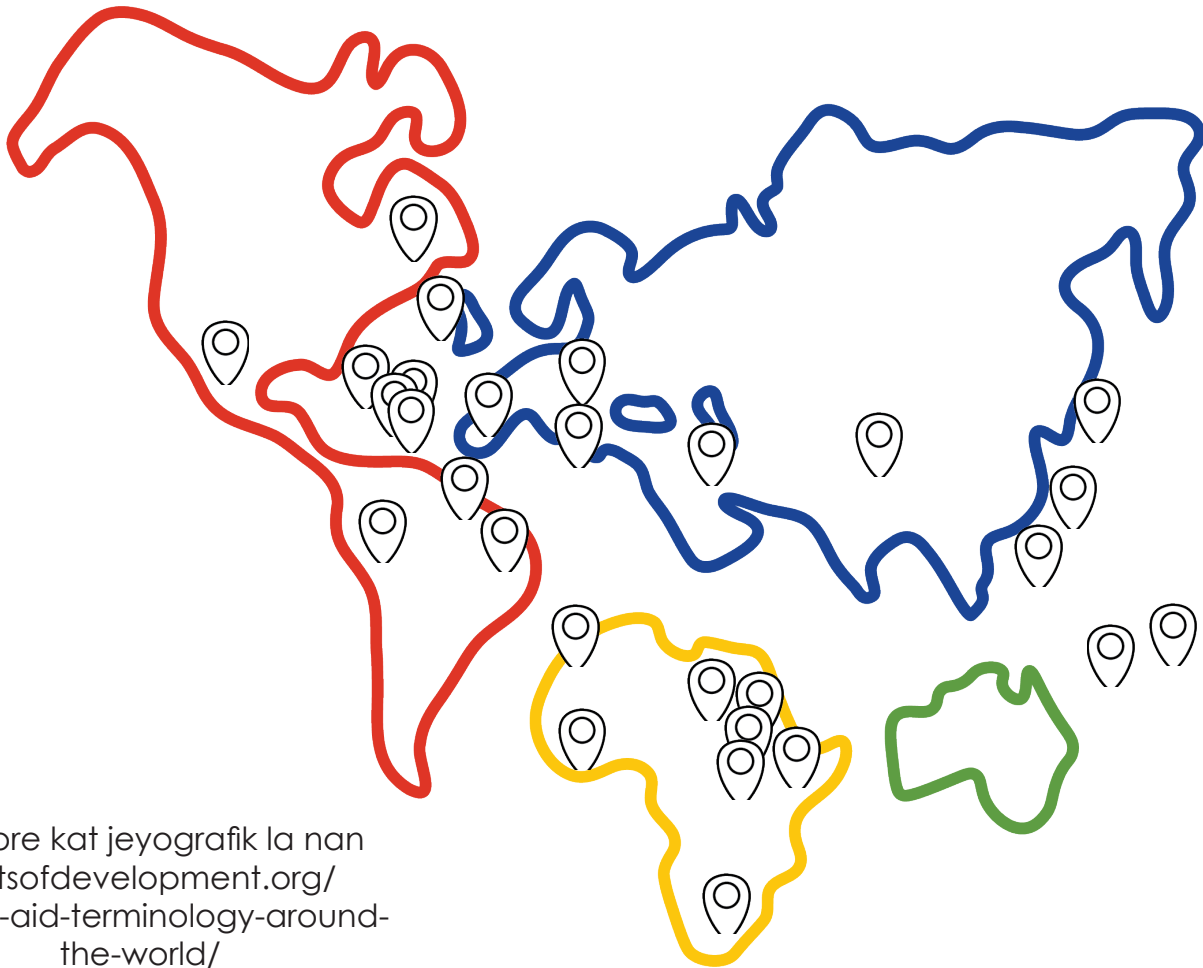 ore kat jeyografik la nan
tsofdevelopment.org/
-aid-terminology-around-
the-world/